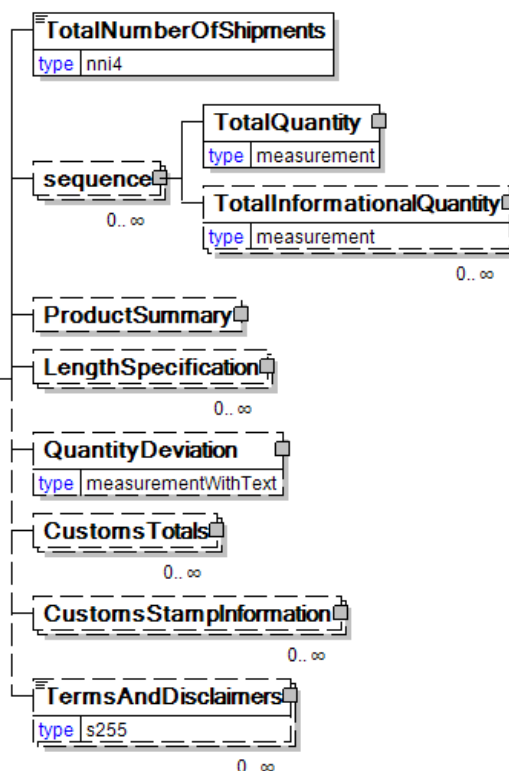 TotalNumberOfShipments
type nni4
TotalQuantity
type measurement
sequence
0.. ∞
TotalInformationalQuantity
type measurement
0.. ∞
ProductSummary
LengthSpecification
0.. ∞
QuantityDeviation
type measurementWithText
CustomsTotals
0.. ∞
CustomsStampInformation
0.. ∞
TermsAndDisclaimers
type s255
0.. ∞